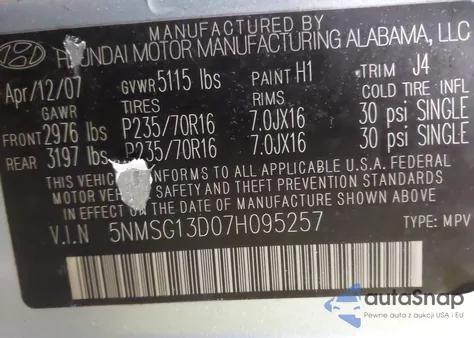 MANUFACTURED BY
HYUNDAI MOTOR MANUFACTURING ALABAMA, LLC
Apr/12/07 GVWR 5115 lbs PAINT H1 TRIM J4
GAWR TIRES RIMS COLD TIRE INFL
FRONT 2976 lbs P235/70R16 7.0JX16 30 psi SINGLE
REAR 3197 lbs P235/70R16 7.0JX16 30 psi SINGLE
THIS VEHICLE CONFORMS TO ALL APPLICABLE U.S.A. FEDERAL
MOTOR VEHICLE SAFETY AND THEFT PREVENTION STANDARDS
IN EFFECT ON THE DATE OF MANUFACTURE SHOWN ABOVE.
V.I.N 5NMSG13D07H095257 TYPE: MPV
autoSnap
Pewne auta z aukcji USA i EU